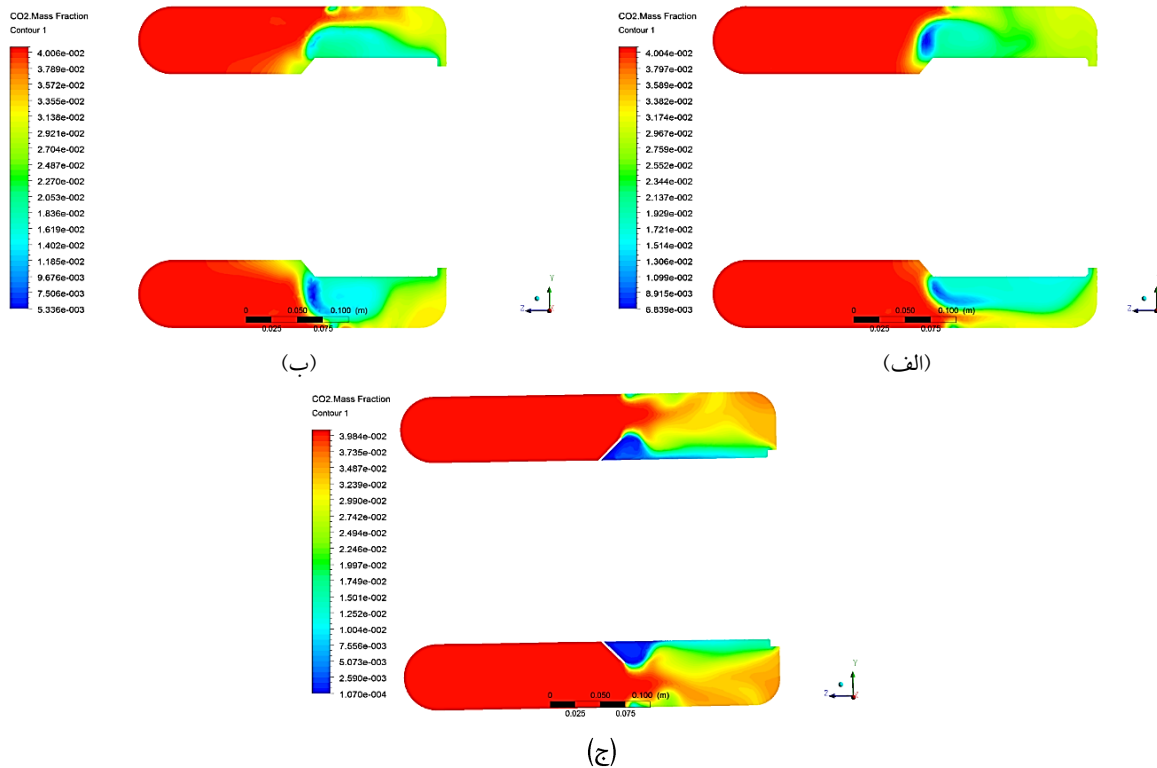 CO2.Mass Fraction
Contour 1
4.006e-002
3.789e-002
3.572e-002
3.355e-002
3.138e-002
2.921e-002
2.704e-002
2.487e-002
2.270e-002
2.053e-002
1.836e-002
1.619e-002
1.402e-002
1.185e-002
9.676e-003
7.506e-003
5.336e-003
0 0.050 0.100 (m)
0.025 0.075
Y
Z
(ب)
CO2.Mass Fraction
Contour 1
4.004e-002
3.797e-002
3.589e-002
3.382e-002
3.174e-002
2.967e-002
2.759e-002
2.552e-002
2.344e-002
2.137e-002
1.929e-002
1.721e-002
1.514e-002
1.306e-002
1.099e-002
8.915e-003
6.839e-003
0 0.050 0.100 (m)
0.025 0.075
Z
(الف)
CO2.Mass Fraction
Contour 1
3.984e-002
3.735e-002
3.487e-002
3.239e-002
2.990e-002
2.742e-002
2.494e-002
2.246e-002
1.997e-002
1.749e-002
1.501e-002
1.252e-002
1.004e-002
7.556e-003
5.073e-003
2.590e-003
1.070e-004
0 0.050 0.100 (m)
0.025 0.075
Y
Z
(ج)